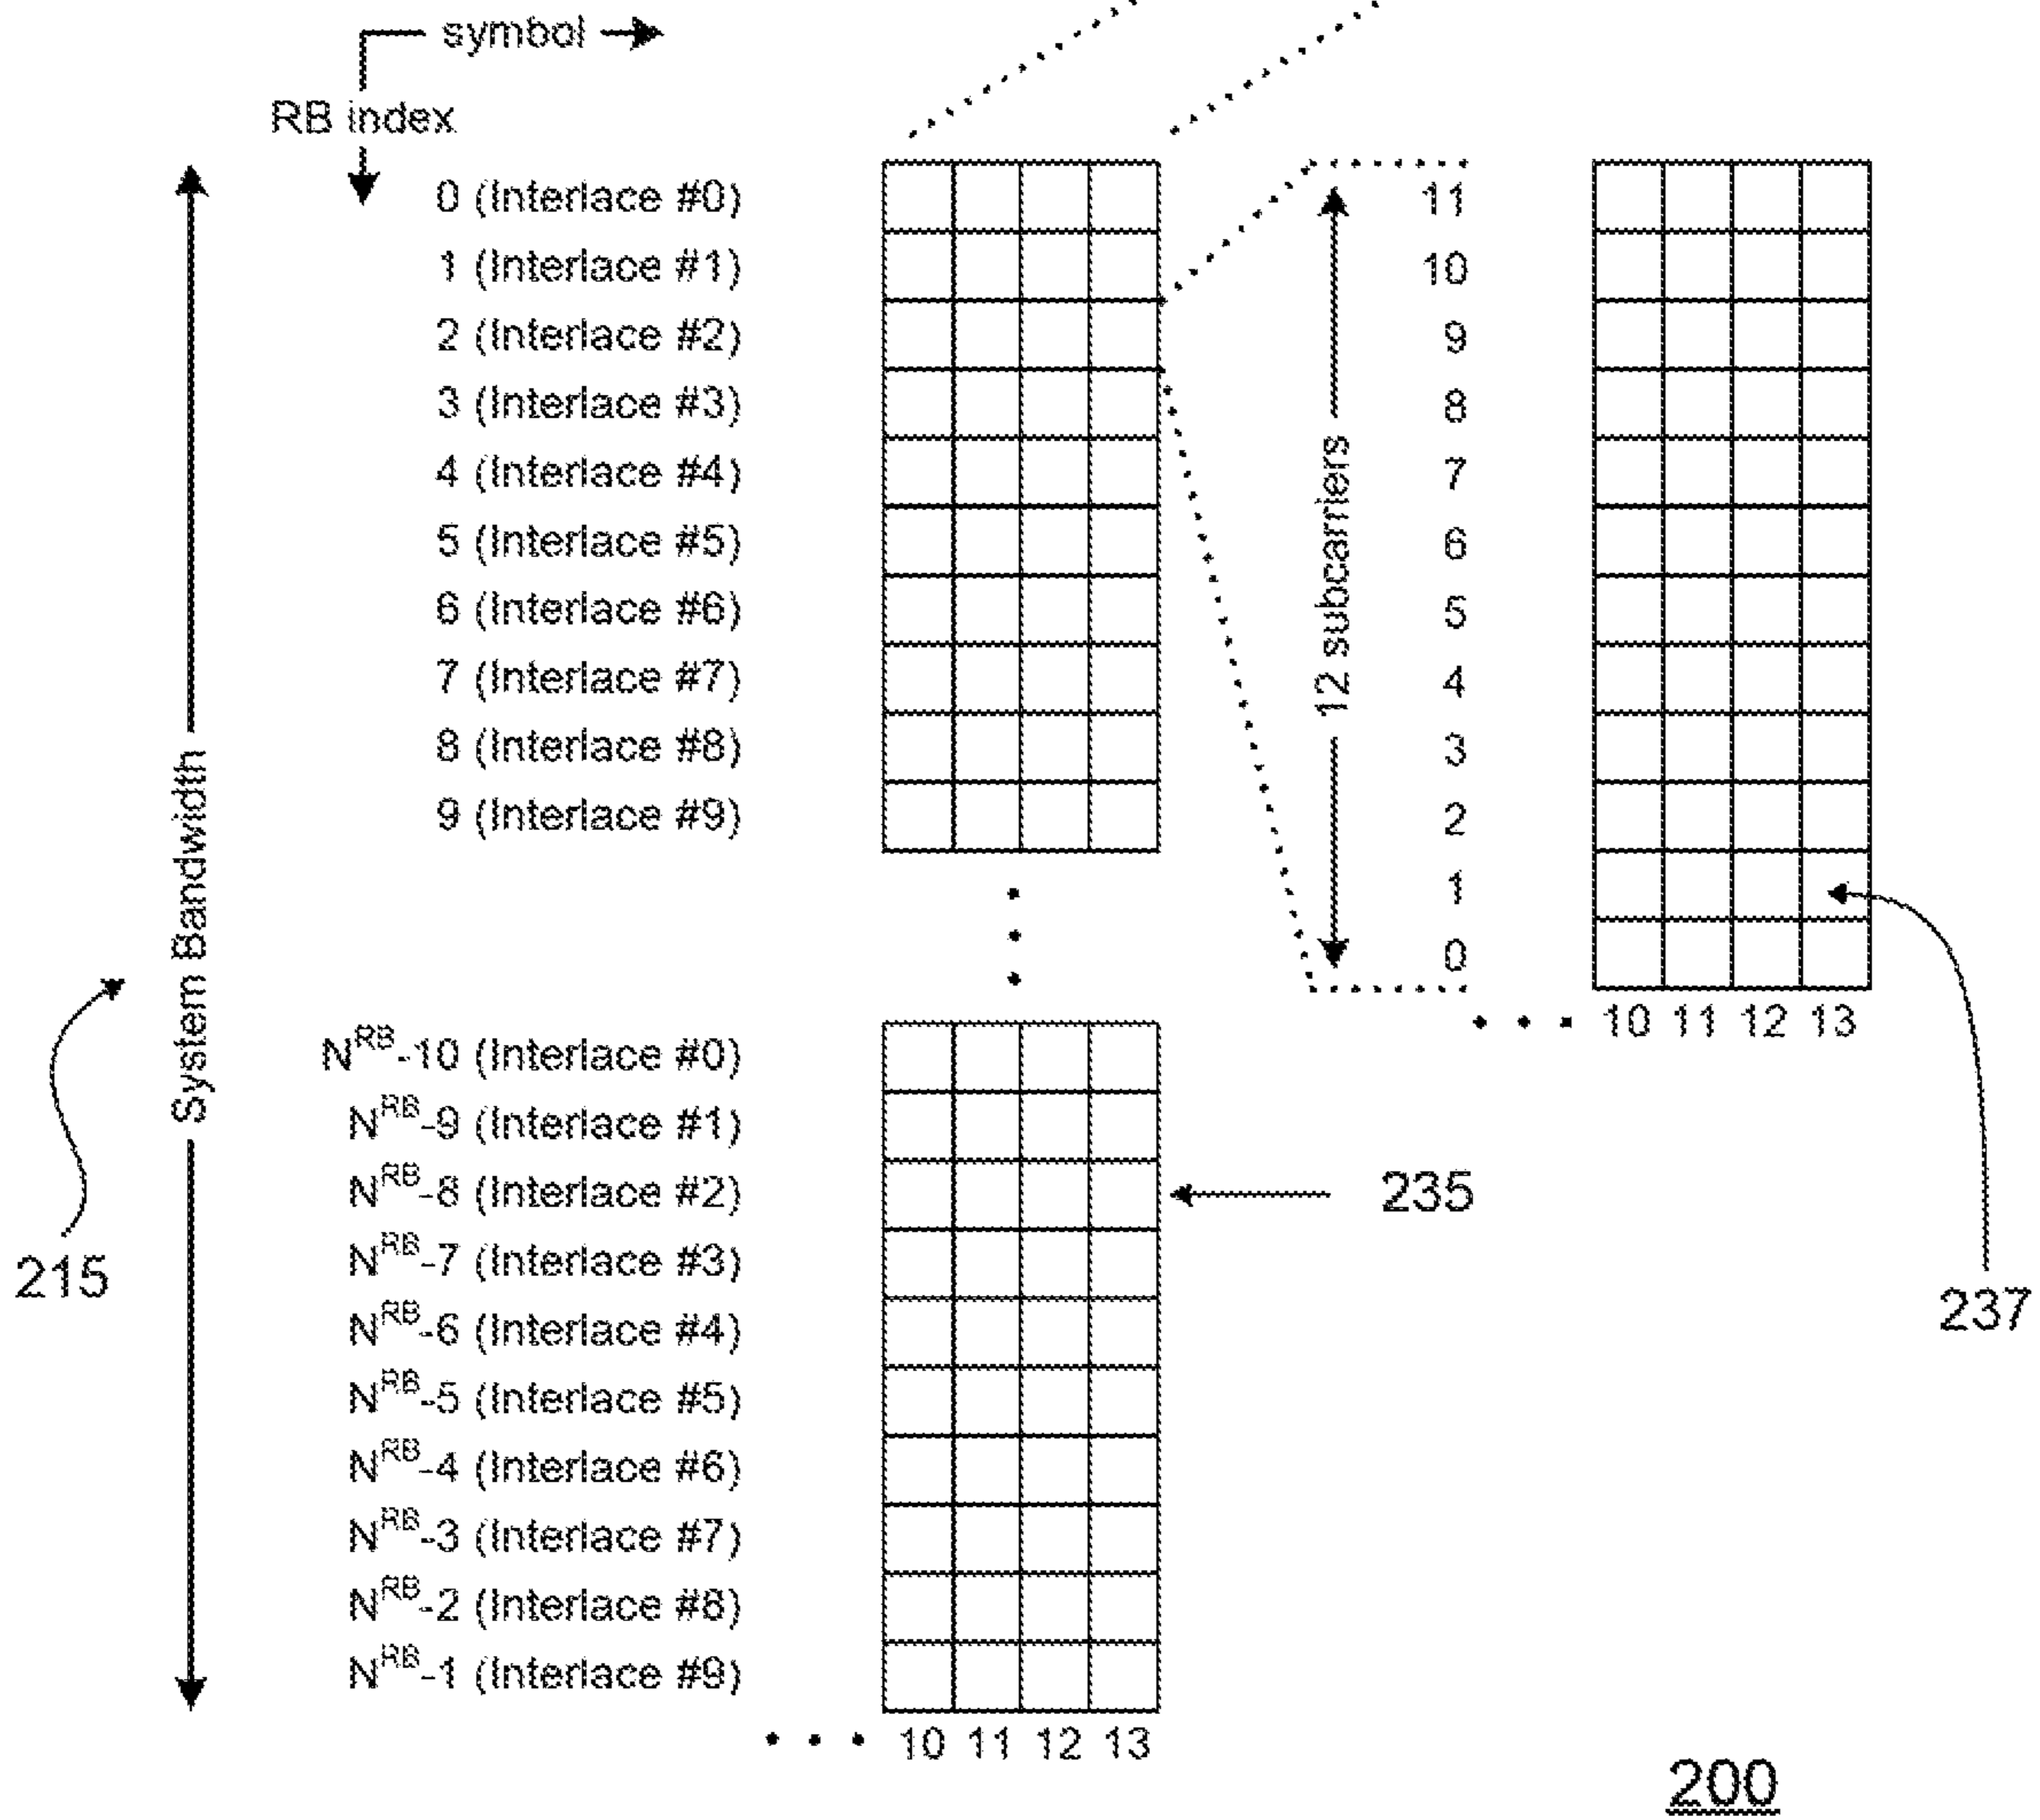 symbol
RB index
0 (Interlace #0)
1 (Interlace #1)
2 (Interlace #2)
3 (Interlace #3)
4 (Interlace #4)
5 (Interlace #5)
6 (Interlace #6)
7 (Interlace #7)
8 (Interlace #8)
9 (Interlace #9)
System Bandwidth
215
N^RB-10 (Interlace #0)
N^RB-9 (Interlace #1)
N^RB-8 (Interlace #2)
N^RB-7 (Interlace #3)
N^RB-6 (Interlace #4)
N^RB-5 (Interlace #5)
N^RB-4 (Interlace #6)
N^RB-3 (Interlace #7)
N^RB-2 (Interlace #8)
N^RB-1 (Interlace #9)
• • • 10 11 12 13
235
12 subcarriers
11
10
9
8
7
6
5
4
3
2
1
0
• • • 10 11 12 13
237
200